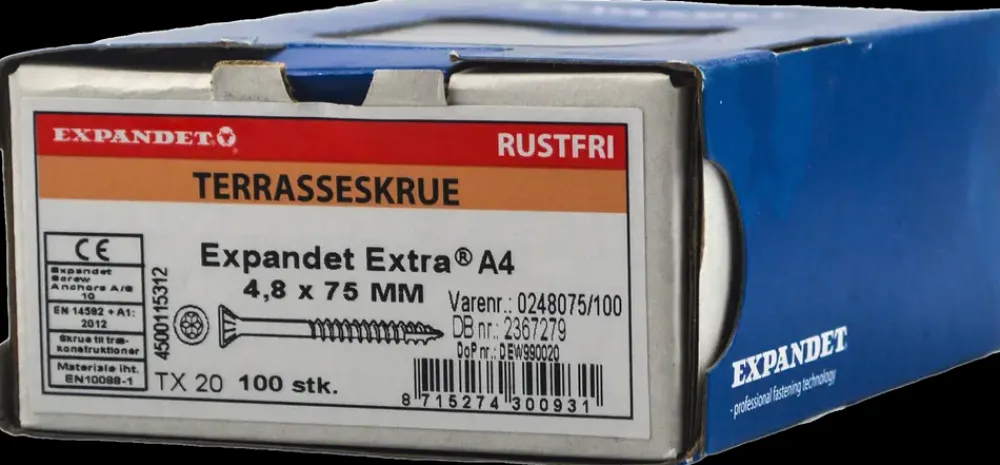 EXPANDET
RUSTFRI
TERRASSESKRUE
CE
Expandet
Screw
Anchors A/S
10
EN 14592 + A1:
2012
Skrue til træ-
konstruktioner
Materiale iht.
EN10088-1
4500115312
Expandet Extra® A4
4,8 x 75 MM
Varenr.: 0248075/100
DB nr.: 2367279
DoP nr.: DEW990020
TX 20 100 stk.
8 715274 300931
EXPANDET
- professional fastening technology